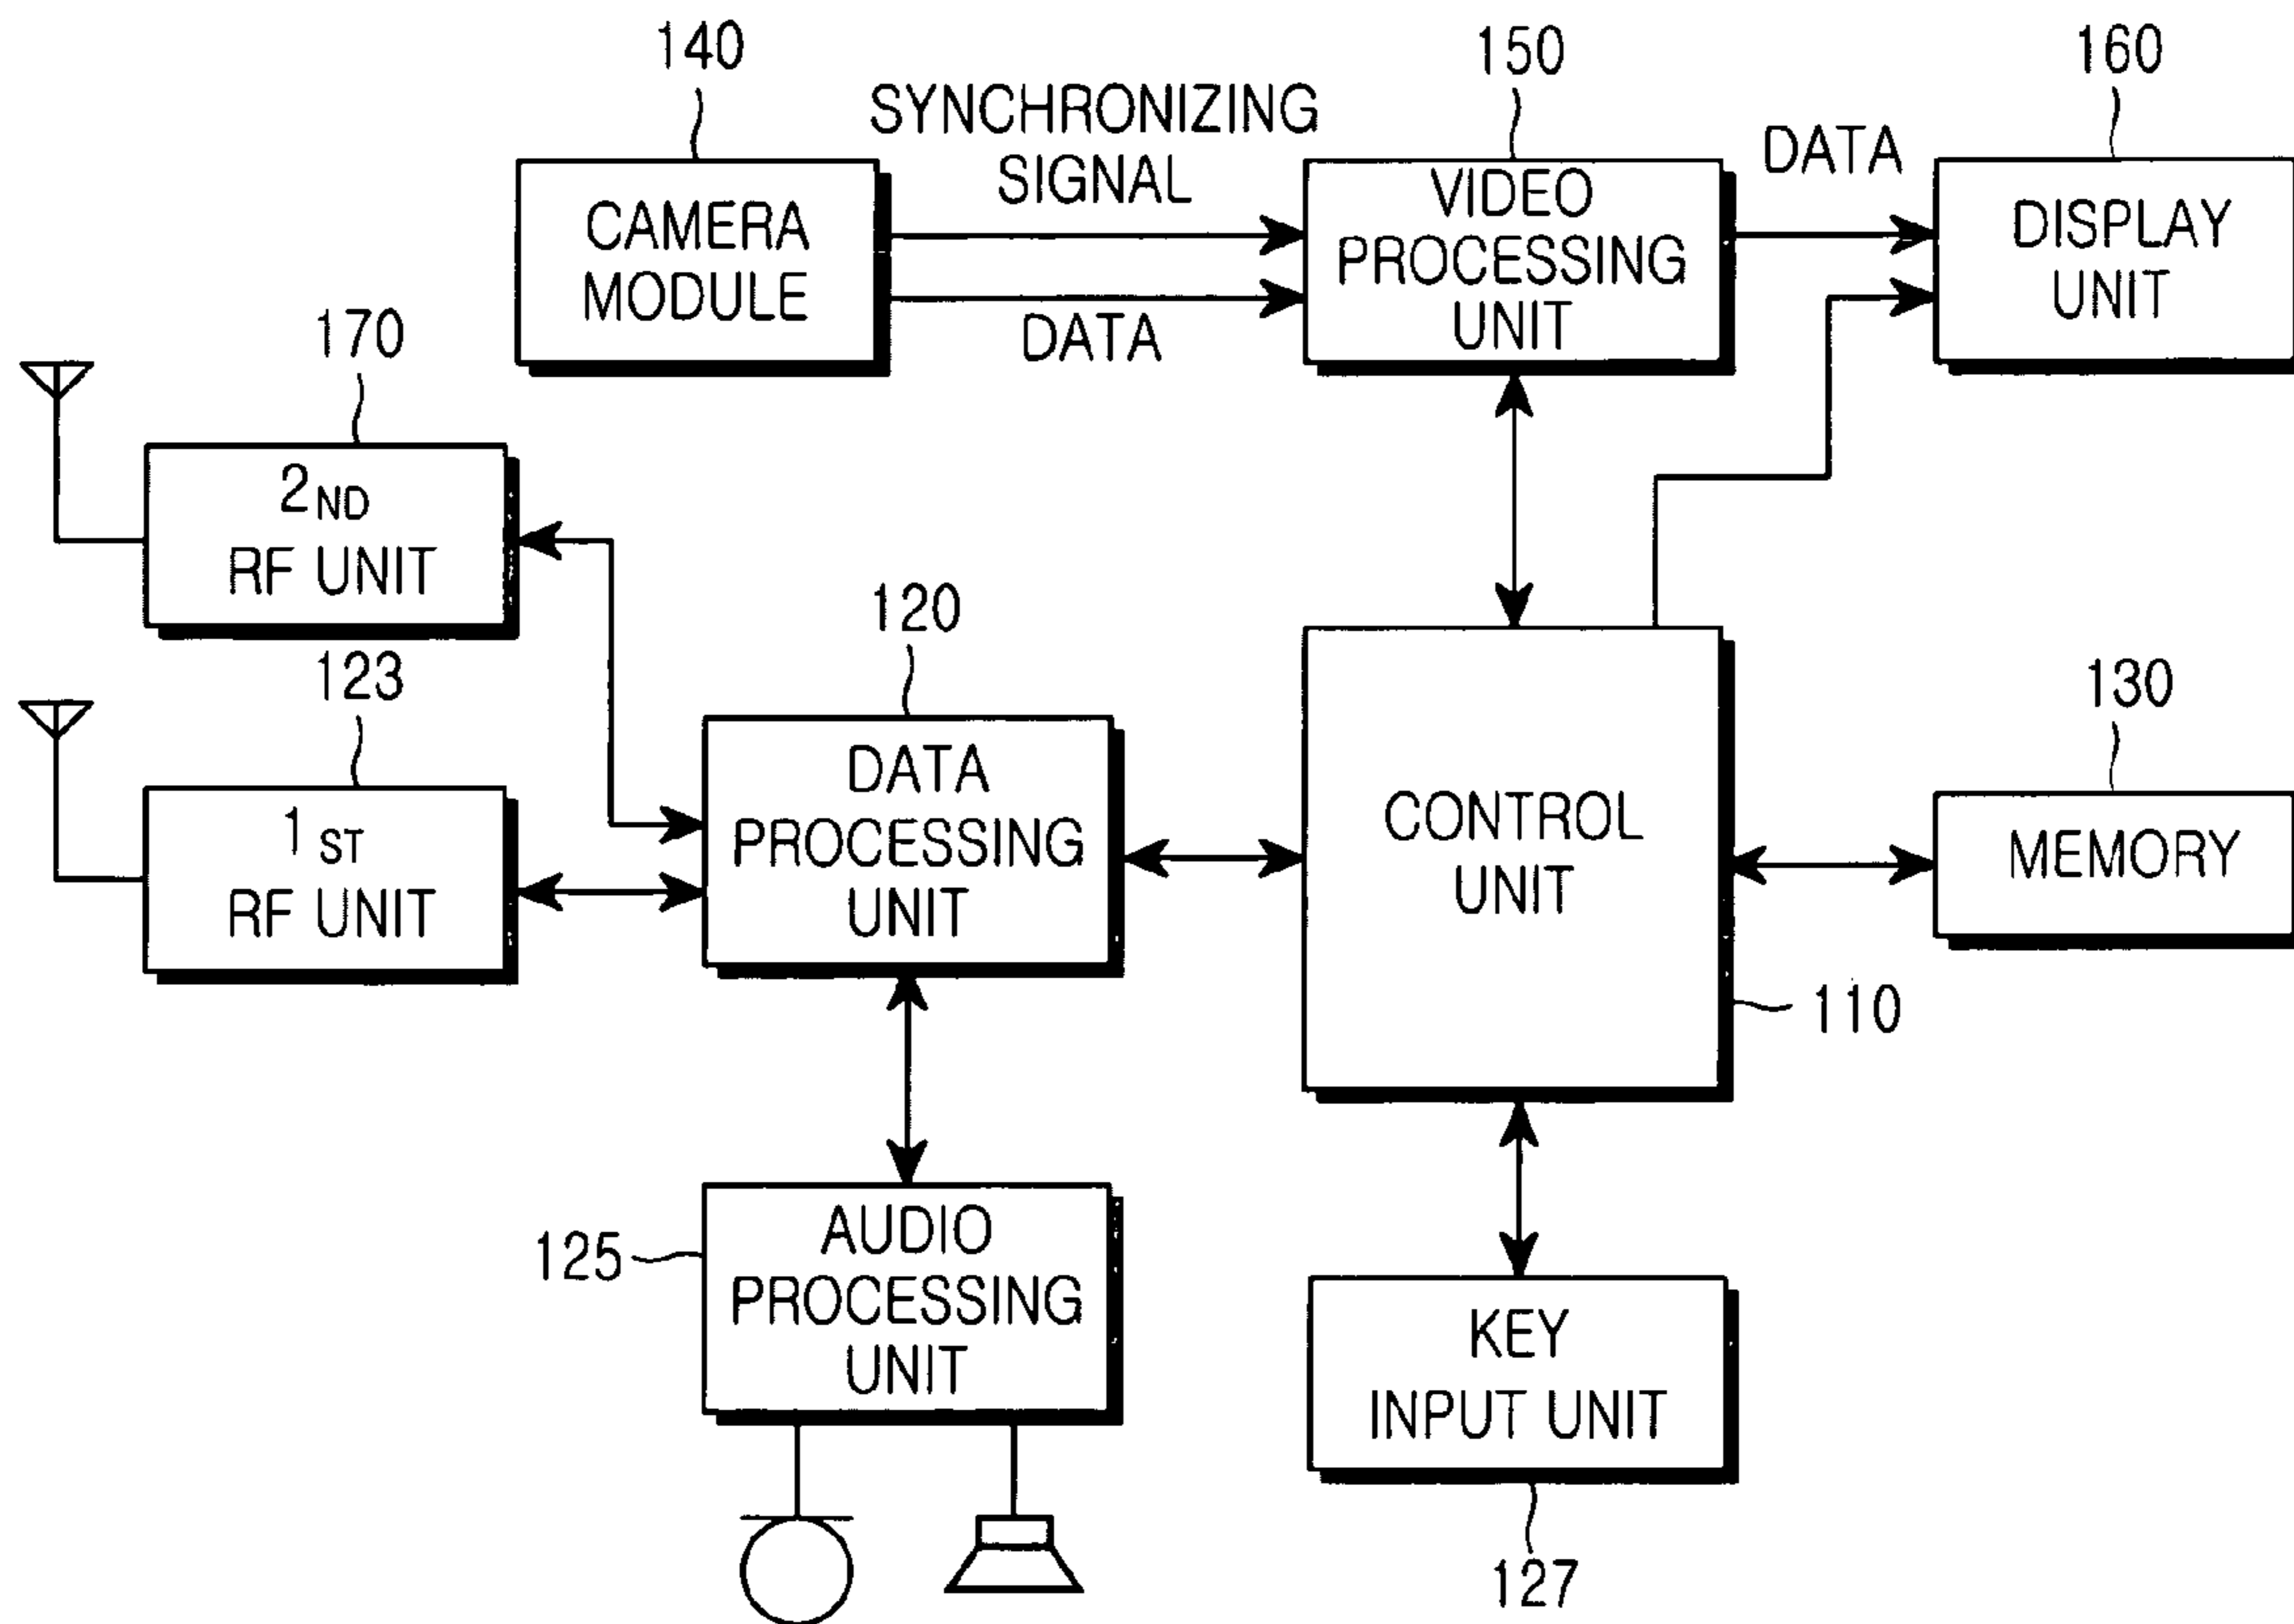 140
SYNCHRONIZING
SIGNAL
DATA
150
DATA
160
CAMERA
MODULE
VIDEO
PROCESSING
UNIT
DISPLAY
UNIT
170
2ND
RF UNIT
123
1ST
RF UNIT
120
DATA
PROCESSING
UNIT
CONTROL
UNIT
110
130
MEMORY
125
AUDIO
PROCESSING
UNIT
KEY
INPUT UNIT
127